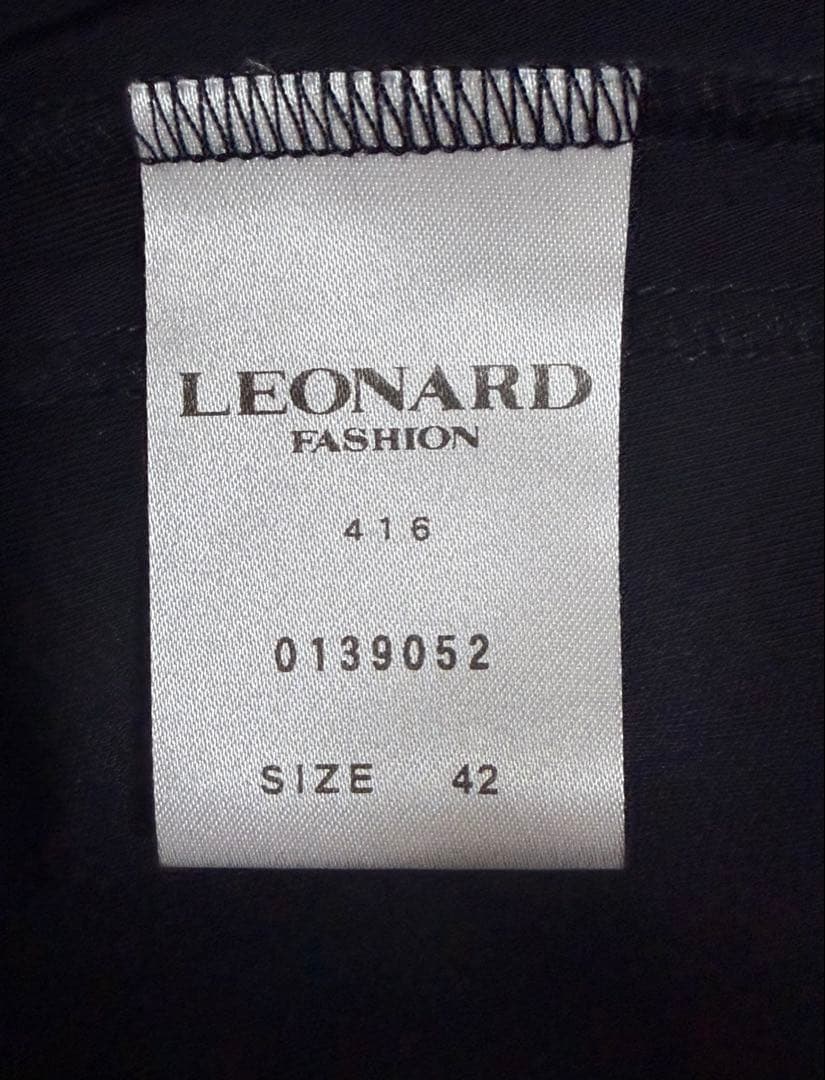 LEONARD
FASHION
416
0139052
SIZE 42